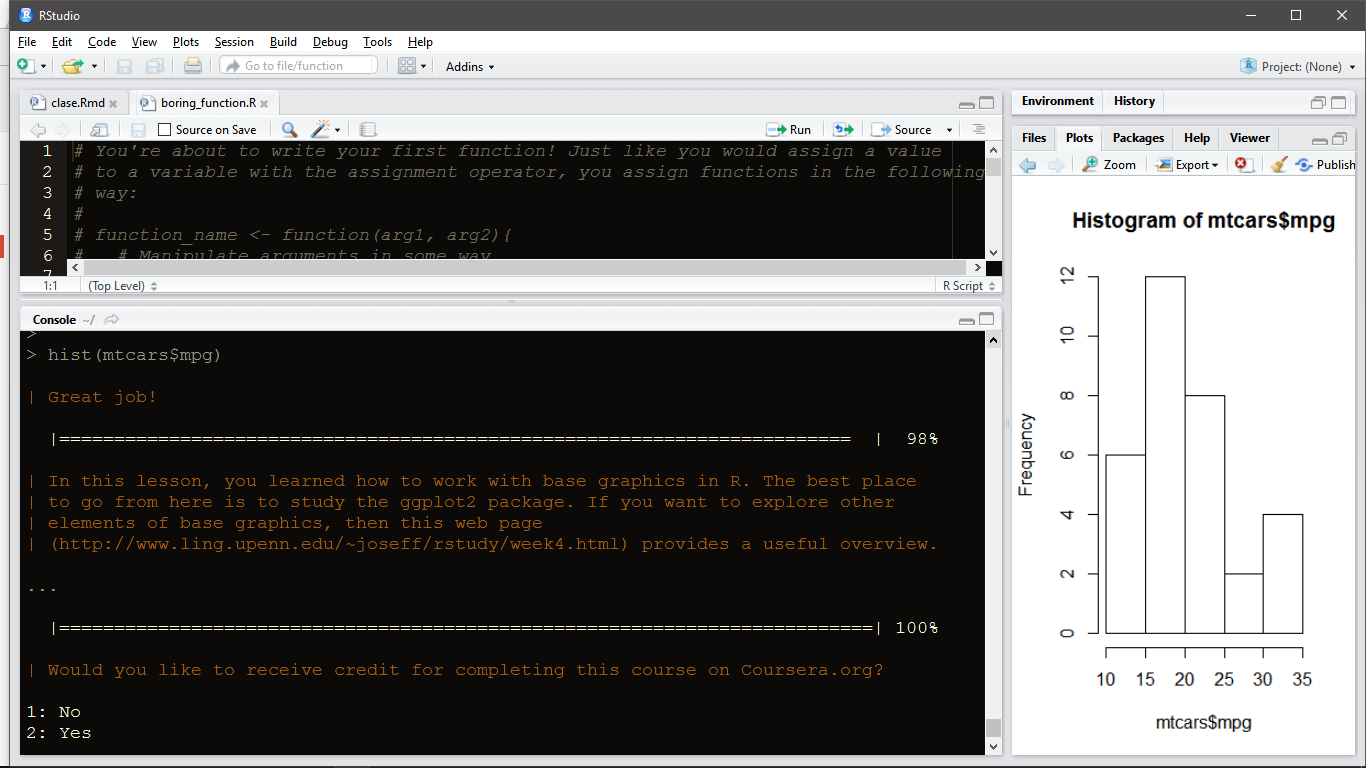 RStudio
File Edit Code View Plots Session Build Debug Tools Help
Go to file/function Addins Project: (None)
clase.Rmd boring_function.R
Source on Save Run Source
1 # You're about to write your first function! Just like you would assign a value
2 # to a variable with the assignment operator, you assign functions in the following
3 # way:
4 #
5 # function_name <- function(arg1, arg2){
6 # # Manipulate arguments in some way
7
1:1 (Top Level) R Script
Console ~/
>
> hist(mtcars$mpg)
| Great job!
|========================================================================  | 98%
| In this lesson, you learned how to work with base graphics in R. The best place
| to go from here is to study the ggplot2 package. If you want to explore other
| elements of base graphics, then this web page
| (http://www.ling.upenn.edu/~joseff/rstudy/week4.html) provides a useful overview.
...
|==========================================================================| 100%
| Would you like to receive credit for completing this course on Coursera.org?
1: No
2: Yes
Environment History
Files Plots Packages Help Viewer
Zoom Export Publish
Histogram of mtcars$mpg
Frequency
12
10
8
6
4
2
0
10 15 20 25 30 35
mtcars$mpg